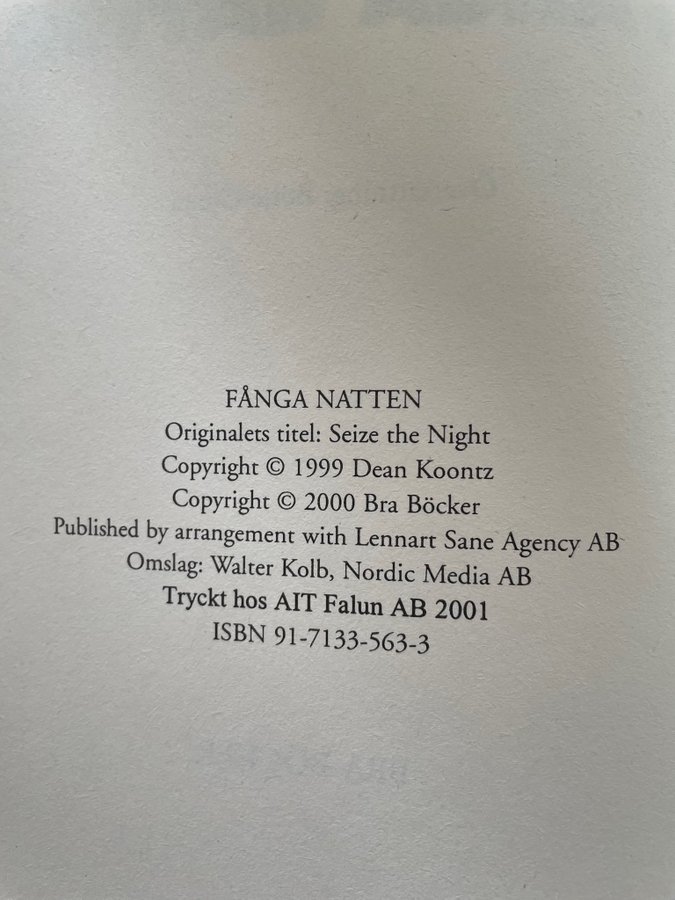 FÅNGA NATTEN
Originalets titel: Seize the Night
Copyright © 1999 Dean Koontz
Copyright © 2000 Bra Böcker
Published by arrangement with Lennart Sane Agency AB
Omslag: Walter Kolb, Nordic Media AB
Tryckt hos AIT Falun AB 2001
ISBN 91-7133-563-3